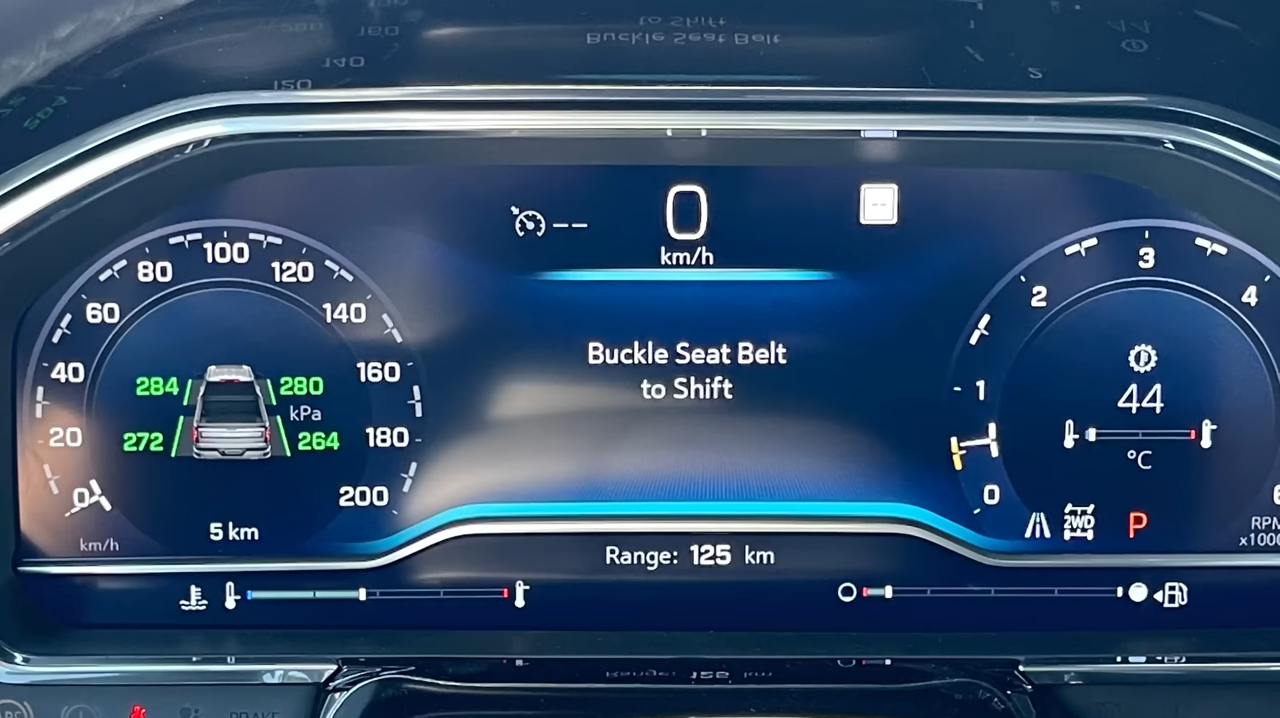 0
km/h
--
--
Buckle Seat Belt
to Shift
0
20
40
60
80
100
120
140
160
180
200
km/h
284
280
kPa
272
264
5 km
0
1
2
3
4
6
RPM
x1000
44
°C
2WD
P
Range: 125 km
BRAKE